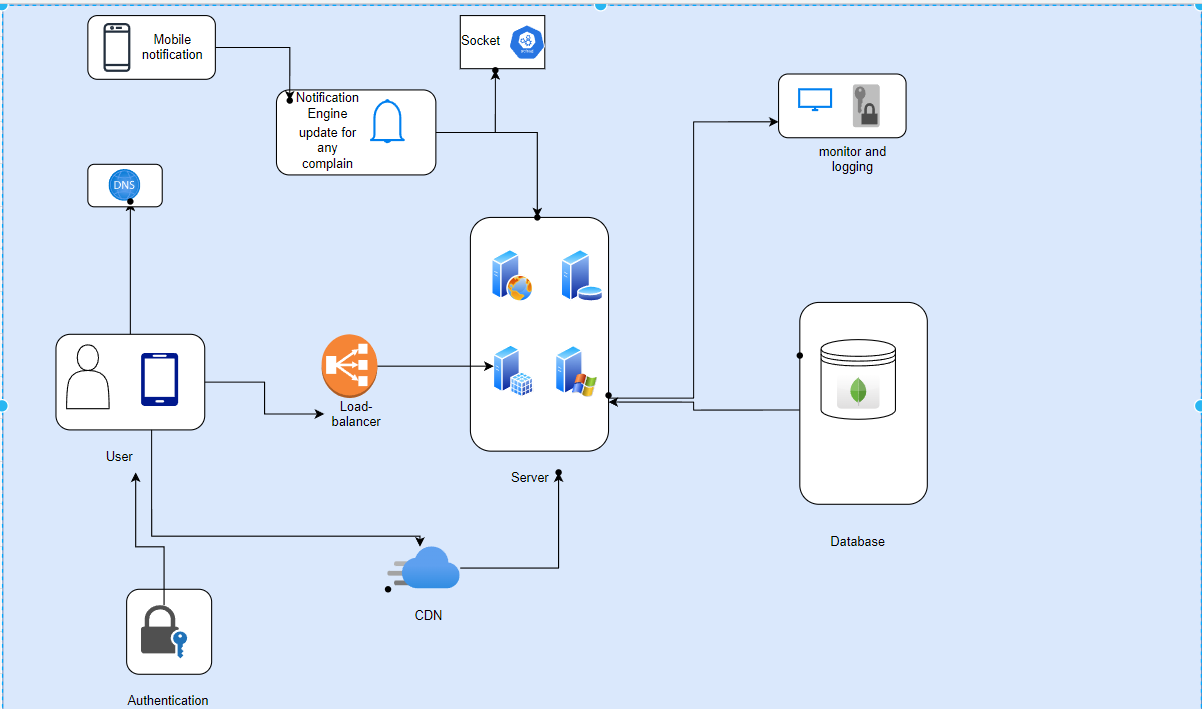 Mobile
notification
Socket
Notification
Engine
update for
any
complain
monitor and
logging
DNS
Load-
balancer
User
Server
Database
CDN
Authentication